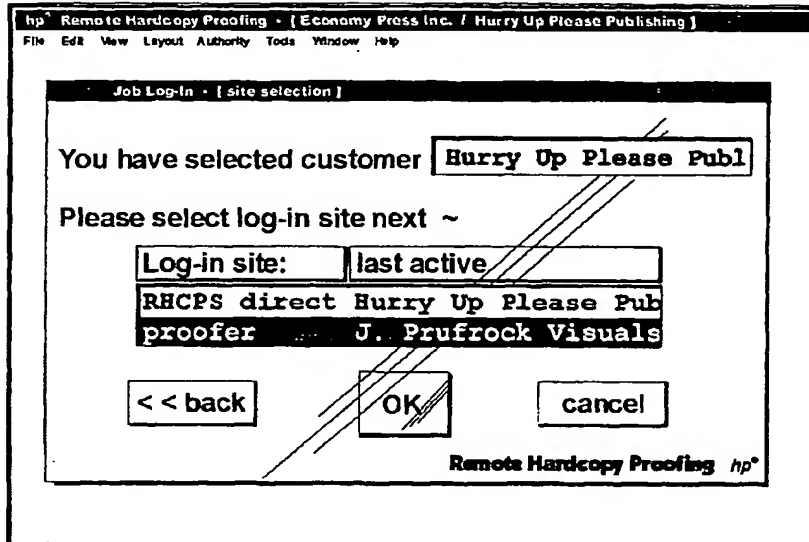 hp® Remote Hardcopy Proofing • [ Economy Press Inc. / Hurry Up Please Publishing ]
File Edit View Layout Authority Tools Window Help
Job Log-In • [ site selection ]
You have selected customer Hurry Up Please Publ
Please select log-in site next ~
Log-in site: last active
RHCPS direct Hurry Up Please Pub
proofer J. Prufrock Visuals
< < back OK cancel
Remote Hardcopy Proofing hp®